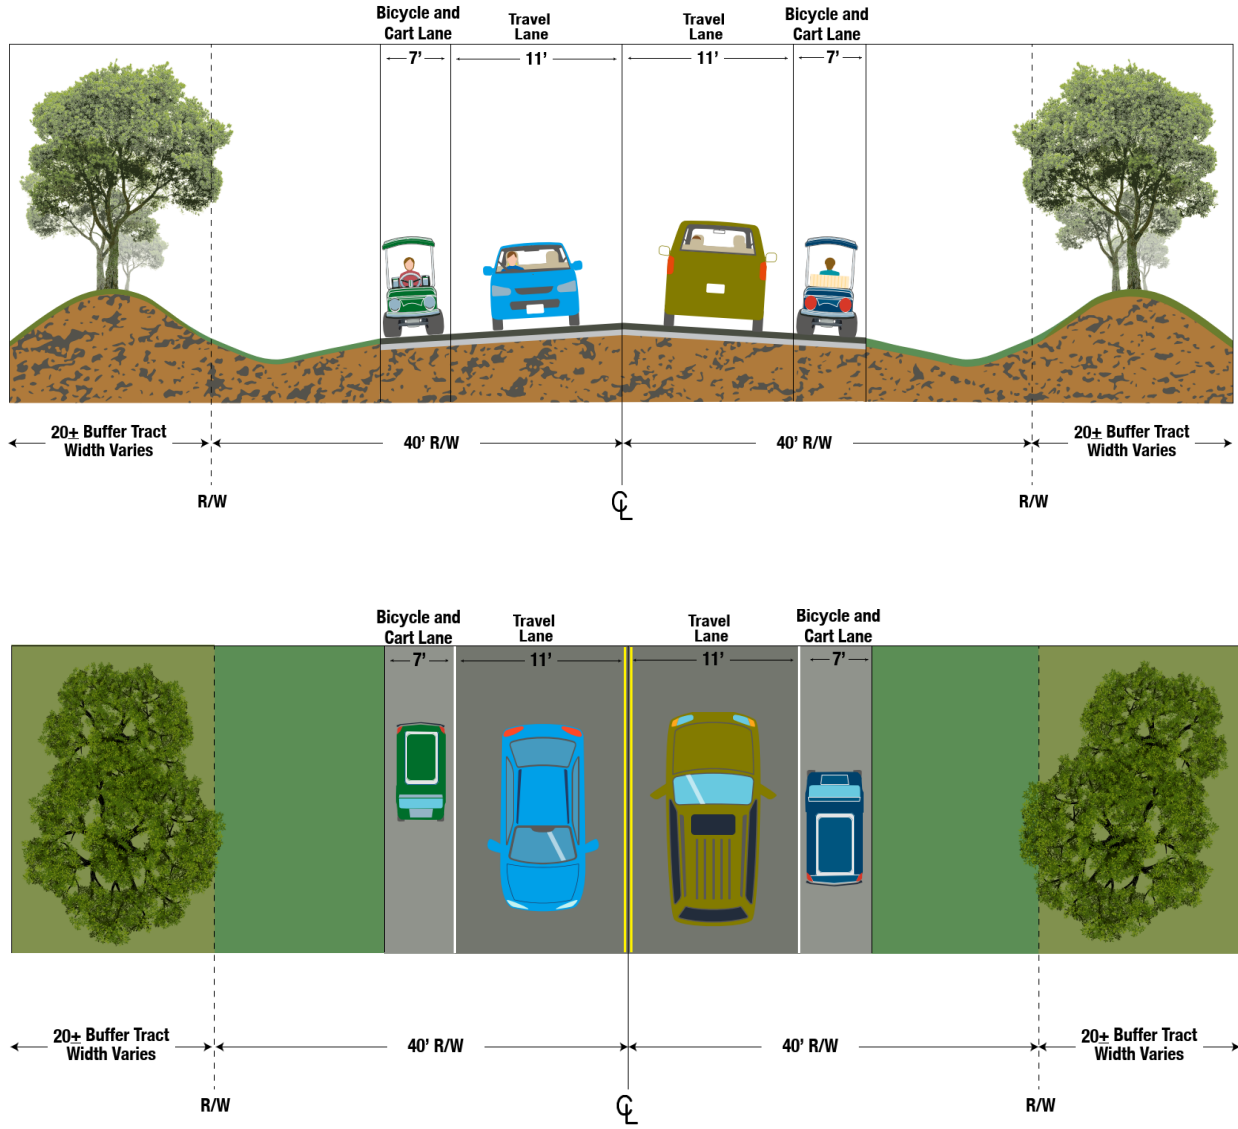 Bicycle and
Cart Lane
Travel
Lane
Travel
Lane
Bicycle and
Cart Lane
7’
11’
11’
7’
20± Buffer Tract
Width Varies
40’ R/W
40’ R/W
20± Buffer Tract
Width Varies
R/W
CL
R/W
Bicycle and
Cart Lane
Travel
Lane
Travel
Lane
Bicycle and
Cart Lane
7’
11’
11’
7’
20± Buffer Tract
Width Varies
40’ R/W
40’ R/W
20± Buffer Tract
Width Varies
R/W
CL
R/W